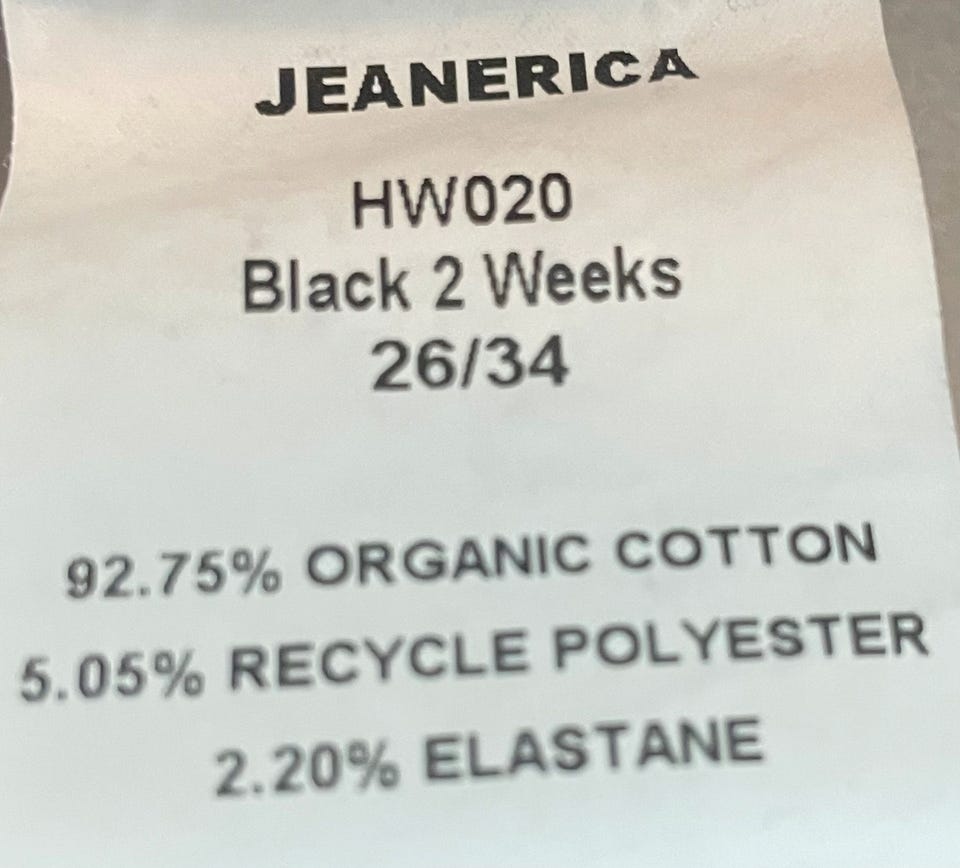 JEANERICA
HW020
Black 2 Weeks
26/34
92.75% ORGANIC COTTON
5.05% RECYCLE POLYESTER
2.20% ELASTANE